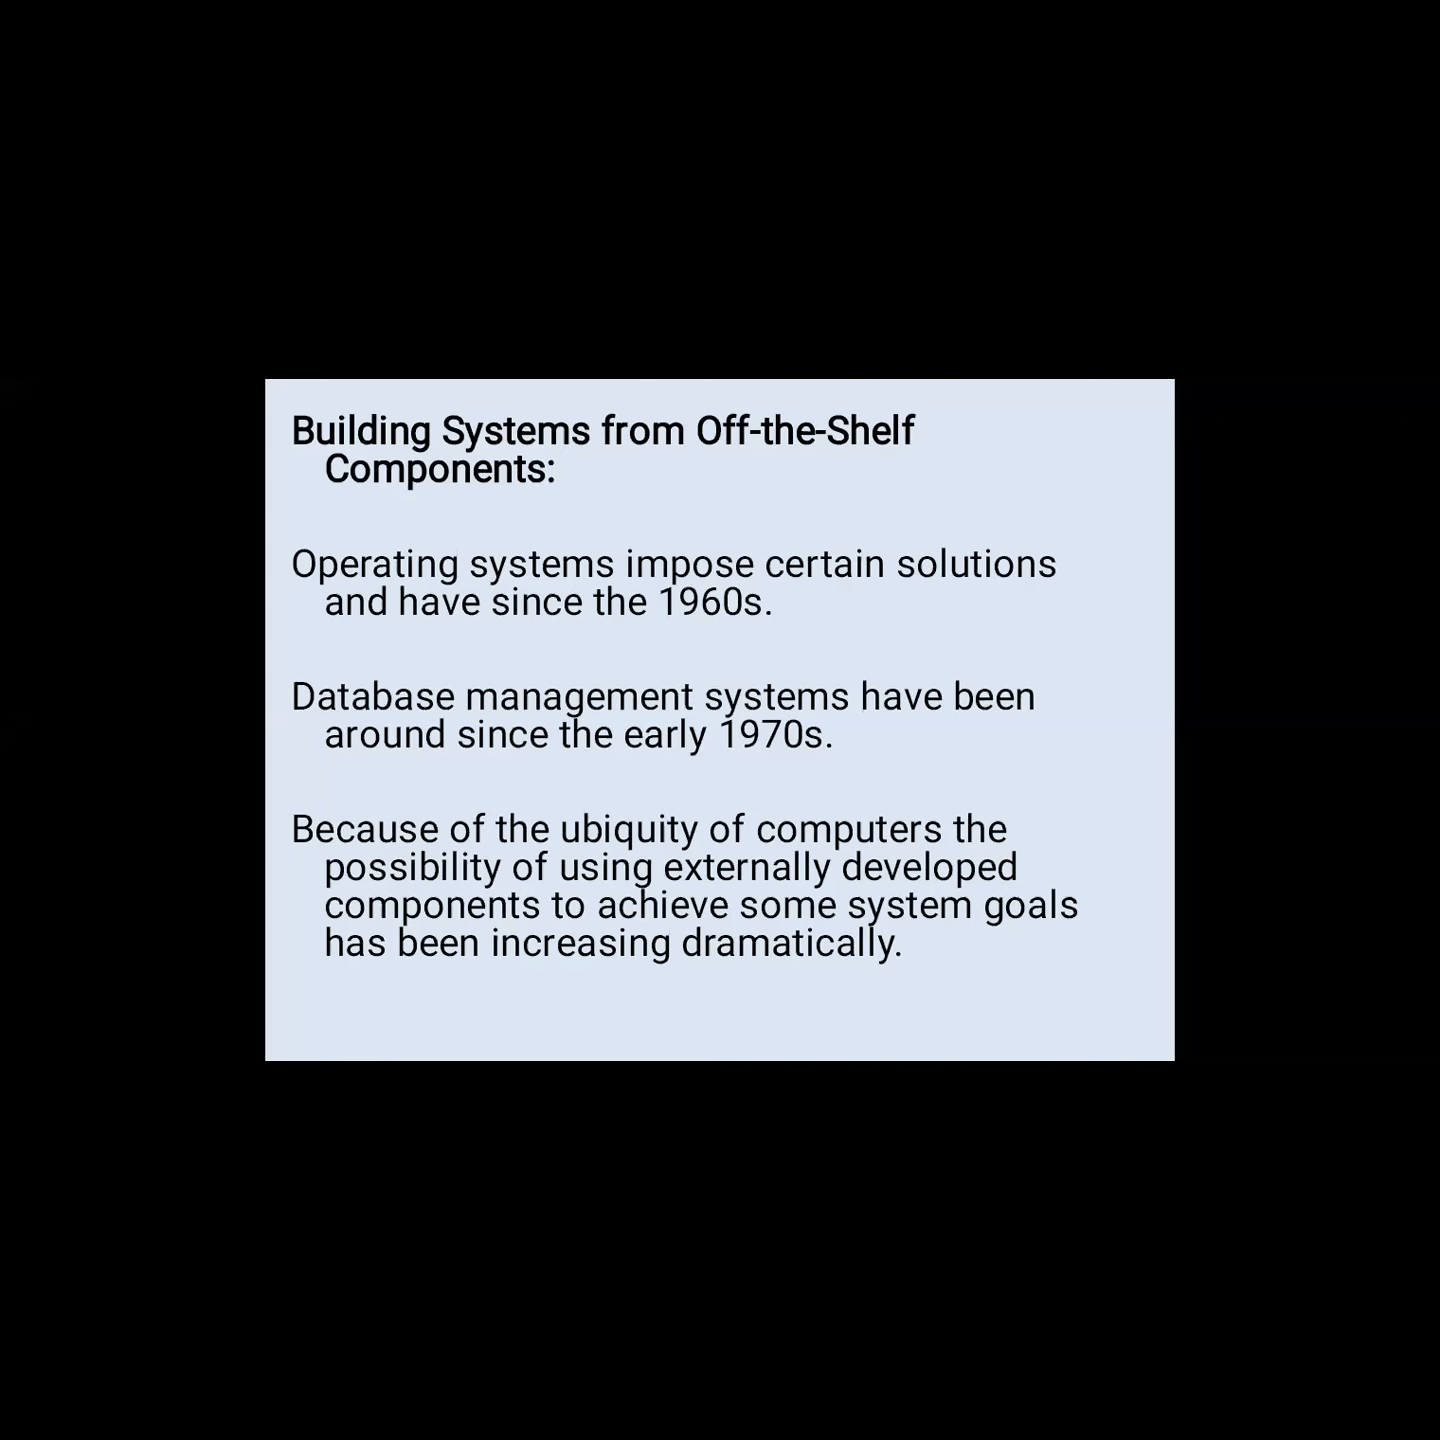 Building Systems from Off-the-Shelf
Components:
Operating systems impose certain solutions
and have since the 1960s.
Database management systems have been
around since the early 1970s.
Because of the ubiquity of computers the
possibility of using externally developed
components to achieve some system goals
has been increasing dramatically.